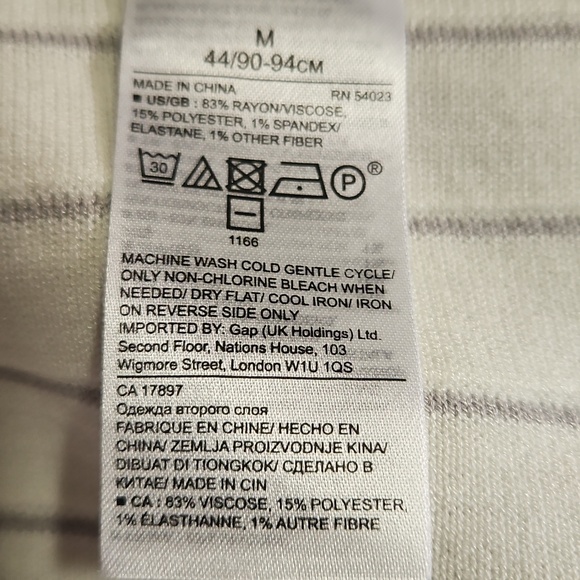 M
44/90-94CM
MADE IN CHINA RN 54023
■ US/GB : 83% RAYON/VISCOSE,
15% POLYESTER, 1% SPANDEX/
ELASTANE, 1% OTHER FIBER
30 P ®
1166
MACHINE WASH COLD GENTLE CYCLE/
ONLY NON-CHLORINE BLEACH WHEN
NEEDED/ DRY FLAT/ COOL IRON/ IRON
ON REVERSE SIDE ONLY
IMPORTED BY: Gap (UK Holdings) Ltd.
Second Floor, Nations House, 103
Wigmore Street, London W1U 1QS
CA 17897
Одежда второго слоя
FABRIQUE EN CHINE/ HECHO EN
CHINA/ ZEMLJA PROIZVODNJE KINA/
DIBUAT DI TIONGKOK/ СДЕЛАНО В
КИТАЕ/ MADE IN CIN
■ CA : 83% VISCOSE, 15% POLYESTER,
1% ÉLASTHANNE, 1% AUTRE FIBRE